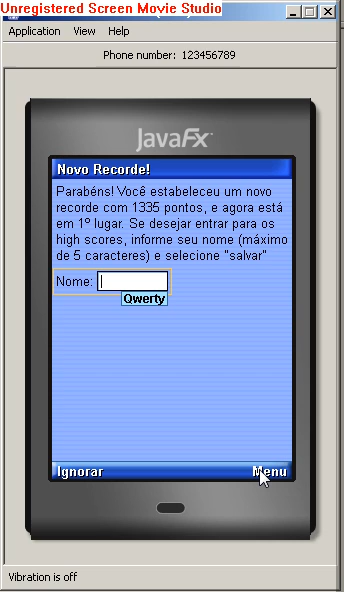 Unregistered Screen Movie Studio
Application View Help
Phone number: 123456789
JavaFx
Novo Recorde!
Parabéns! Você estabeleceu um novo
recorde com 1335 pontos, e agora está
em 1º lugar. Se desejar entrar para os
high scores, informe seu nome (máximo
de 5 caracteres) e selecione "salvar"
Nome:
Qwerty
Ignorar Menu
Vibration is off